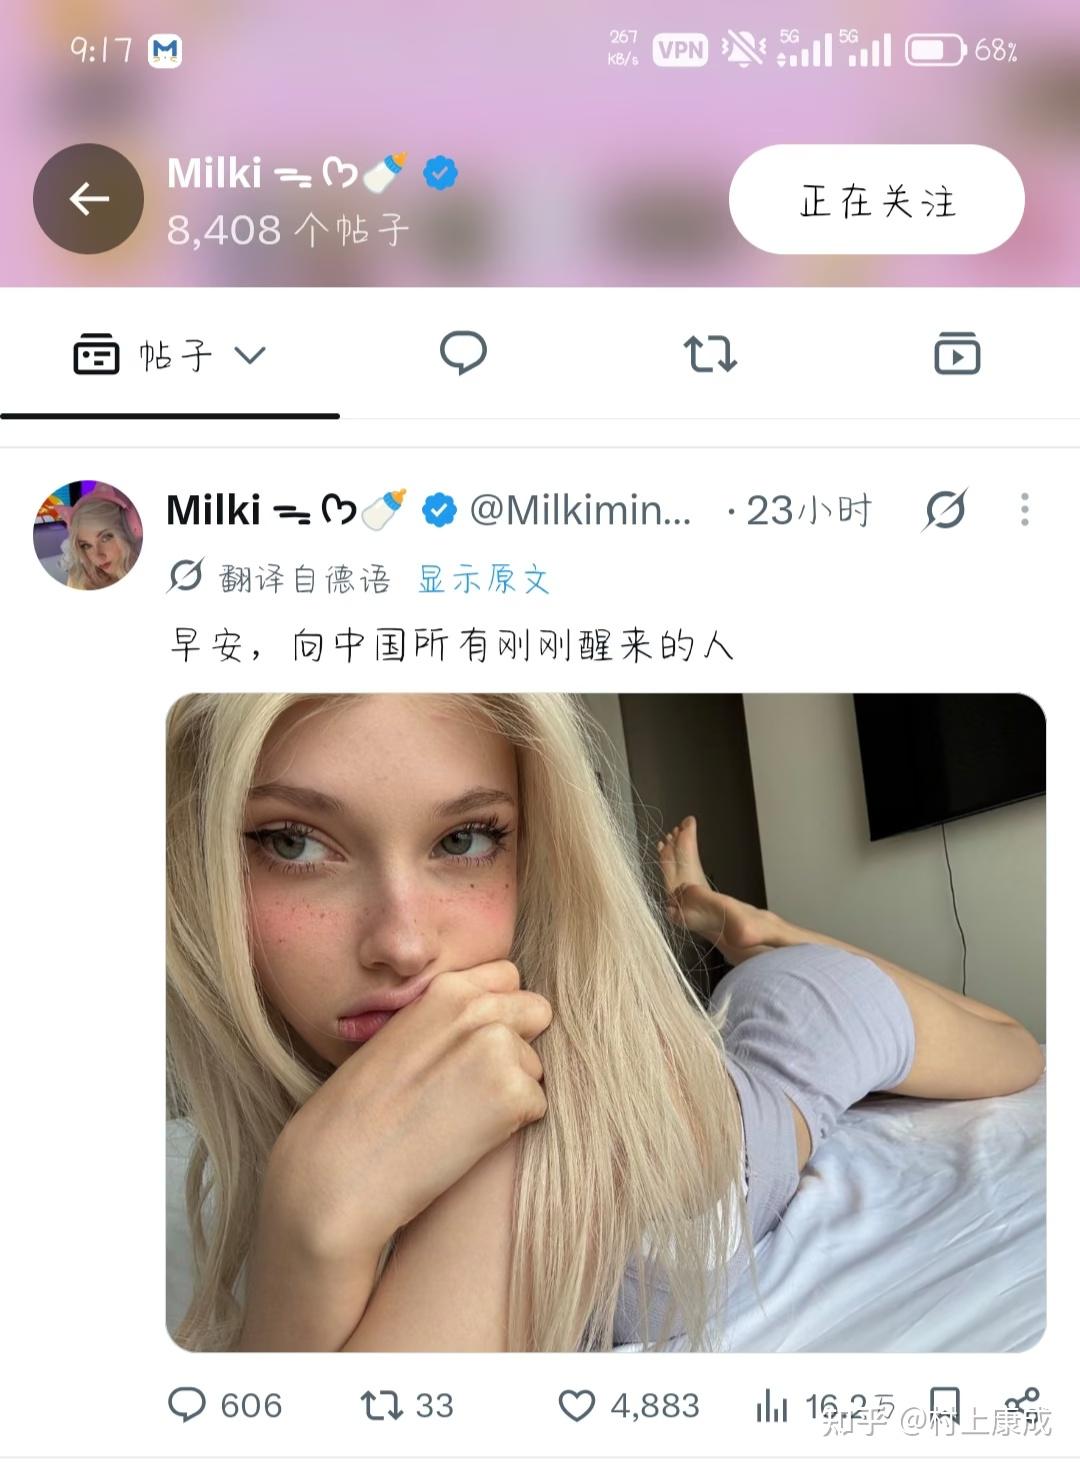 9:17 M 267 KB/s VPN 5G 5G 68%
Milki
8,408 个帖子
正在关注
帖子
Milki @Milkimin... · 23小时
翻译自德语 显示原文
早安，向中国所有刚刚醒来的人
606 33 4,883 16.2万
知乎 @村上康成